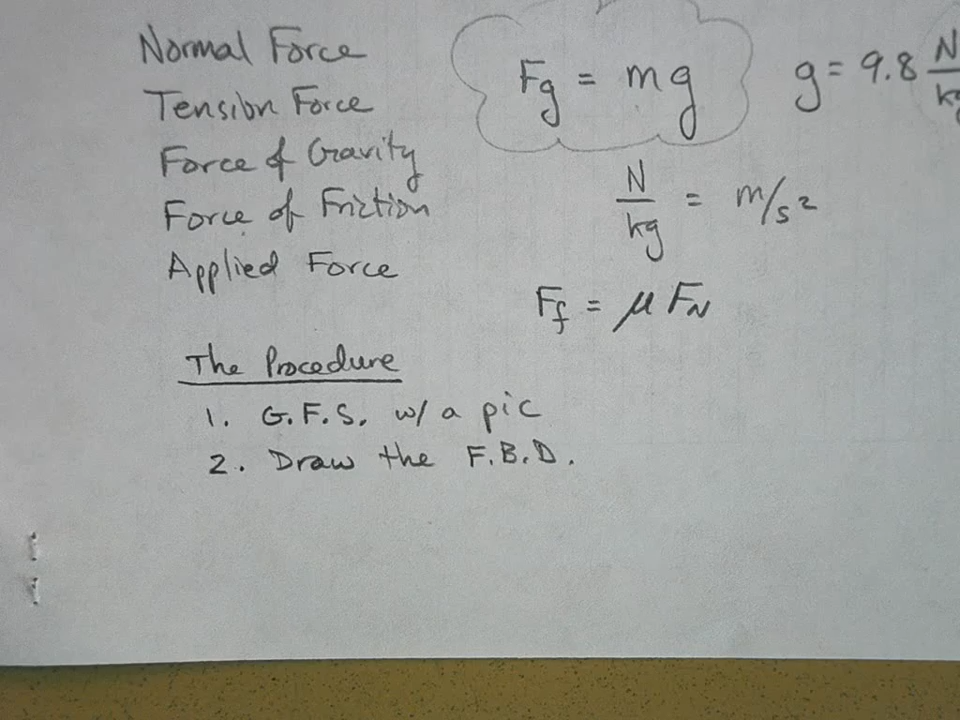 Normal Force
Tension Force
Force of Gravity
Force of Friction
Applied Force
Fg = mg
g = 9.8 N/kg
N/kg = m/s²
Ff = μ FN
The Procedure
1. G.F.S. w/ a pic
2. Draw the F.B.D.